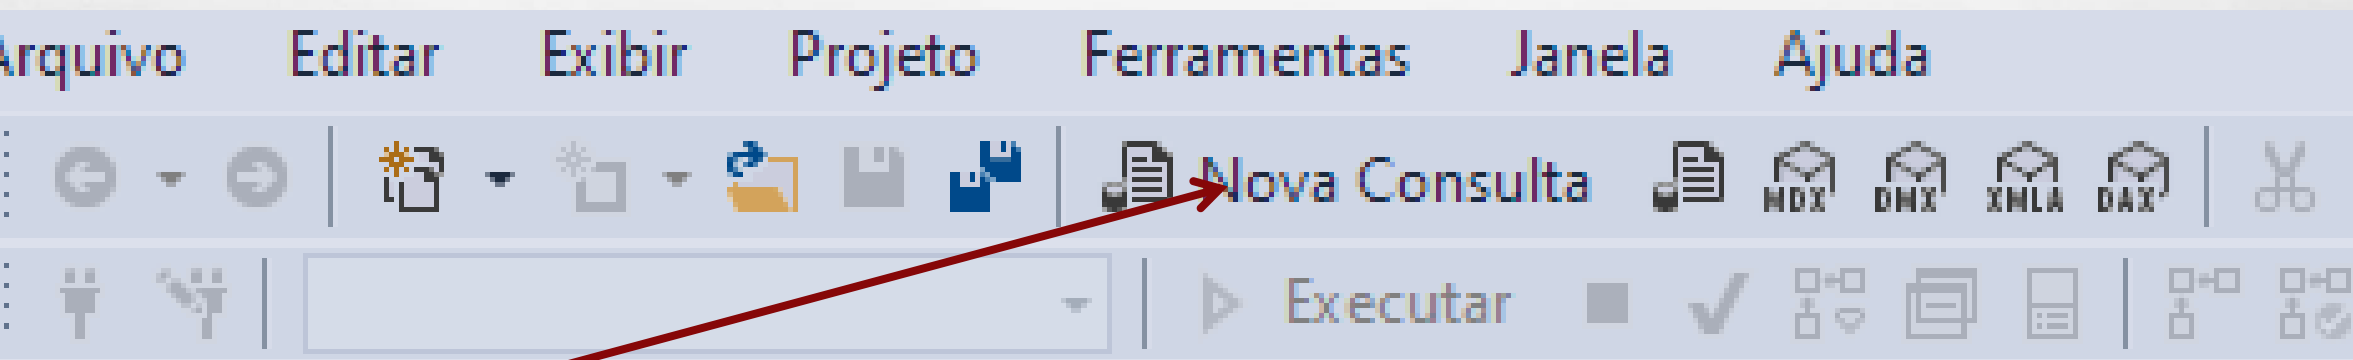 Arquivo Editar Exibir Projeto Ferramentas Janela Ajuda
Nova Consulta MDX DMX XMLA DAX
Executar